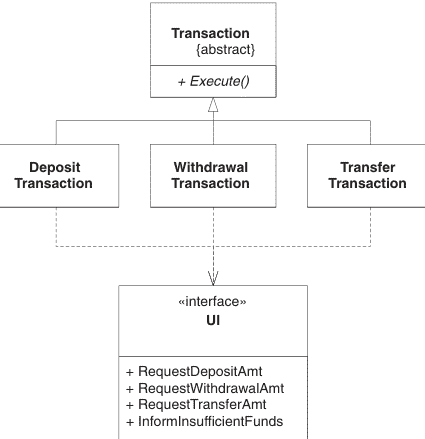 Transaction
{abstract}
+ Execute()
Deposit
Transaction
Withdrawal
Transaction
Transfer
Transaction
«interface»
UI
+ RequestDepositAmt
+ RequestWithdrawalAmt
+ RequestTransferAmt
+ InformInsufficientFunds